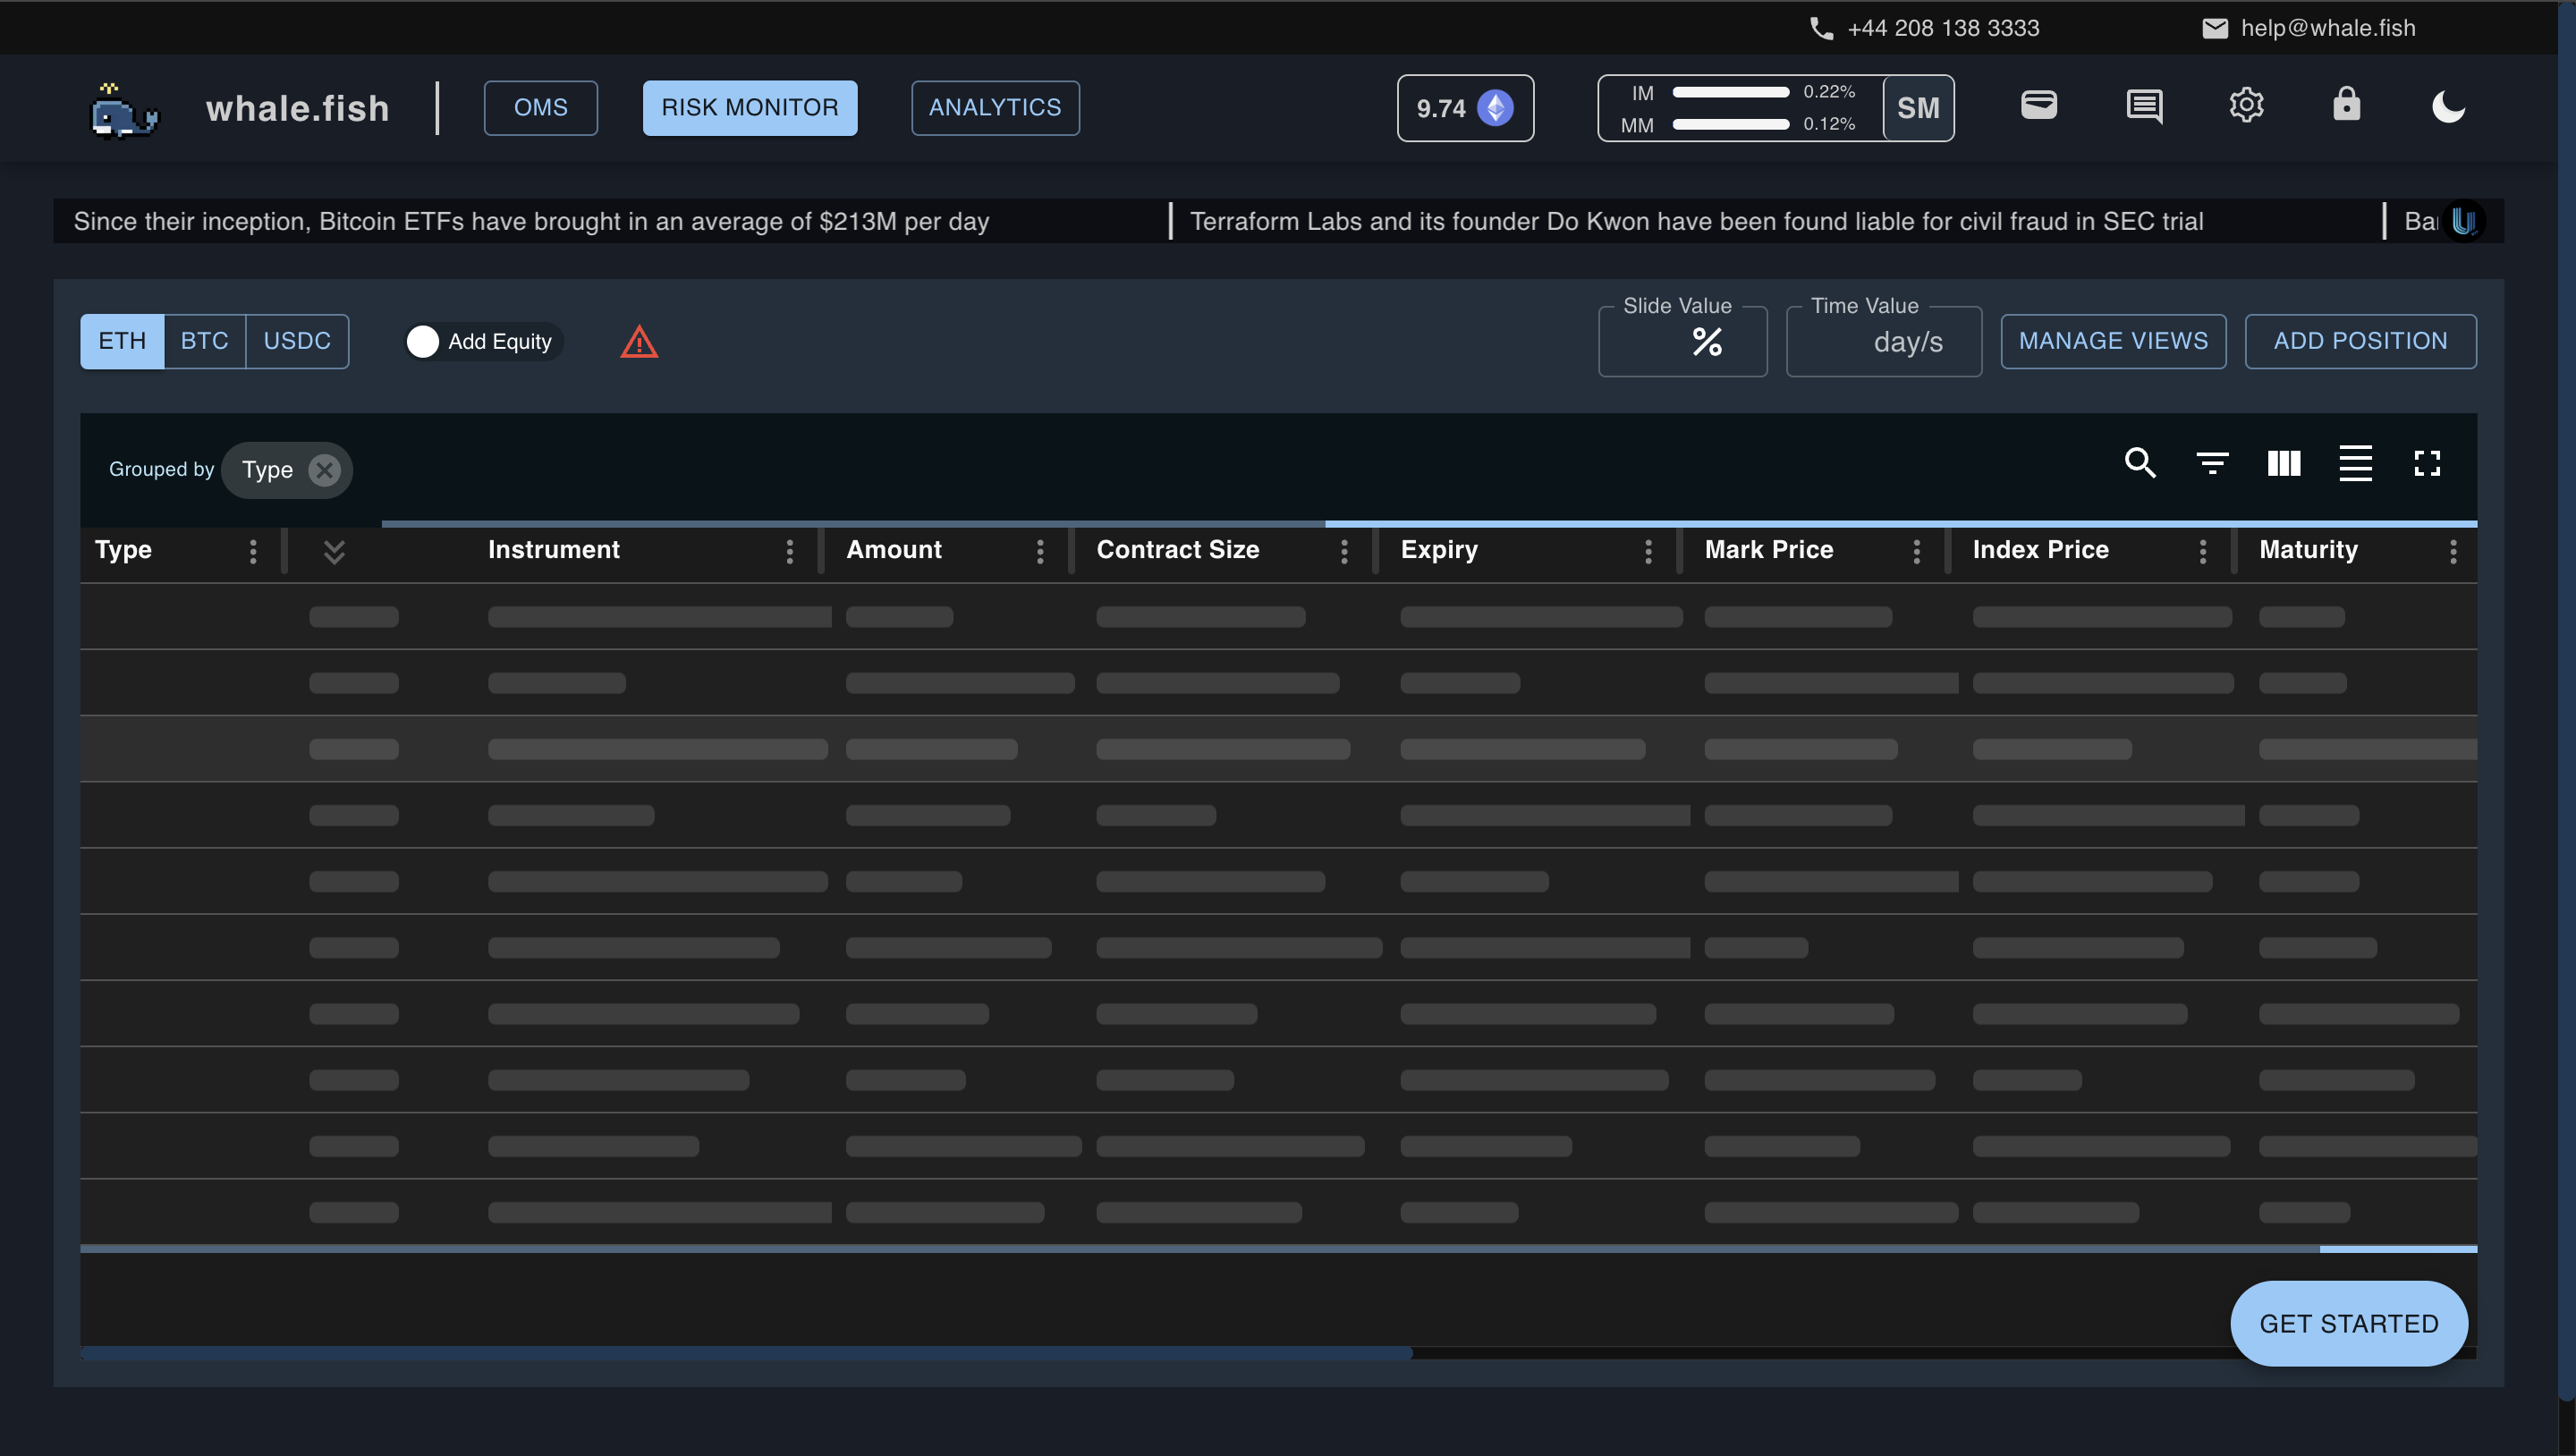 +44 208 138 3333 help@whale.fish
whale.fish OMS RISK MONITOR ANALYTICS 9.74 IM 0.22% MM 0.12% SM
Since their inception, Bitcoin ETFs have brought in an average of $213M per day Terraform Labs and its founder Do Kwon have been found liable for civil fraud in SEC trial
ETH BTC USDC Add Equity Slide Value % Time Value day/s MANAGE VIEWS ADD POSITION
Grouped by Type
Type Instrument Amount Contract Size Expiry Mark Price Index Price Maturity
GET STARTED